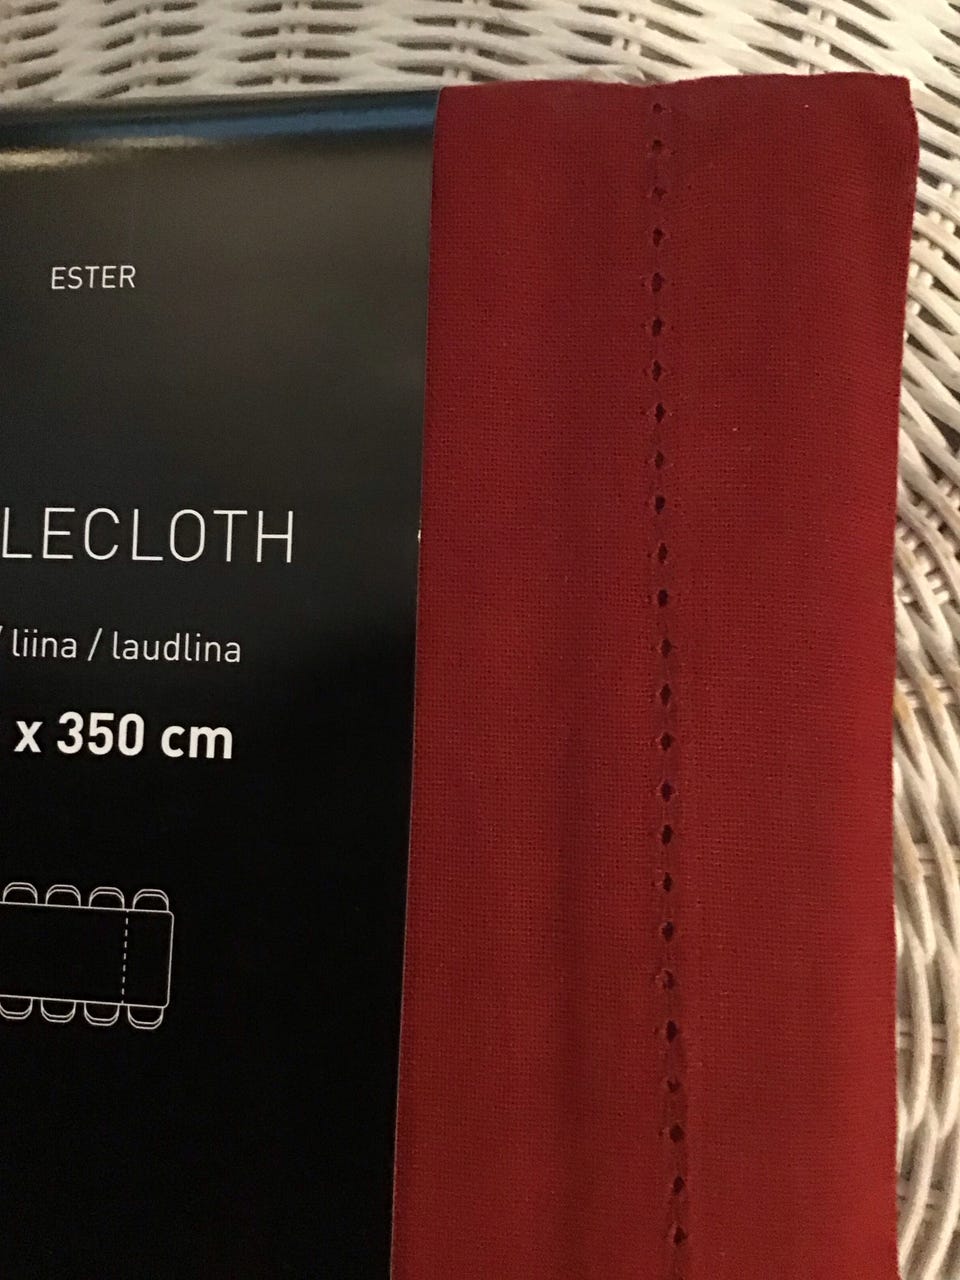 ESTER
LECLOTH
/ liina / laudlina
x 350 cm